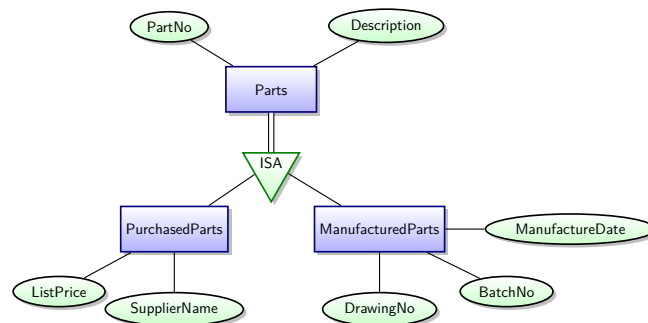 PartNo
Description
Parts
ISA
PurchasedParts
ManufacturedParts
ManufactureDate
ListPrice
SupplierName
DrawingNo
BatchNo